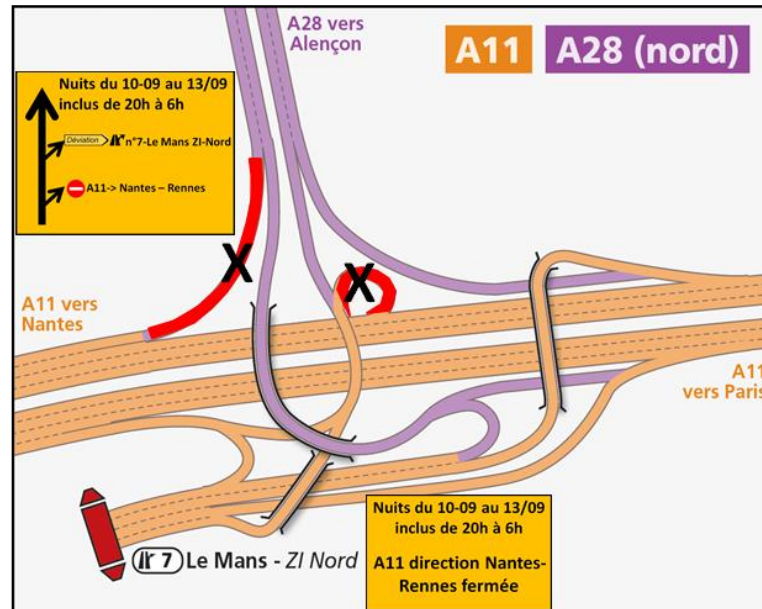 A28 vers
Alençon
A11
A28 (nord)
Nuits du 10-09 au 13/09
inclus de 20h à 6h
Déviation n°7-Le Mans ZI-Nord
A11-> Nantes – Rennes
X
X
A11 vers
Nantes
A11
vers Paris
Nuits du 10-09 au 13/09
inclus de 20h à 6h
A11 direction Nantes-
Rennes fermée
7 Le Mans - ZI Nord